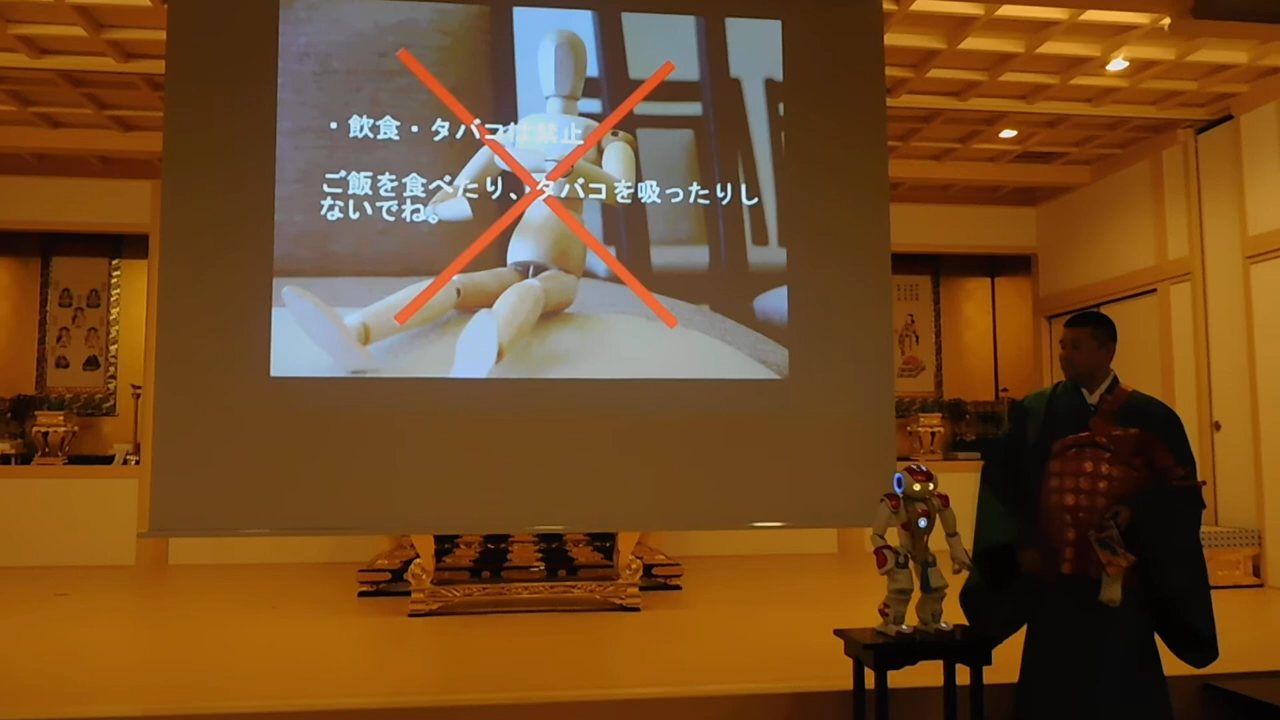 ・飲食・タバコは禁止
ご飯を食べたり、タバコを吸ったりし
ないでね。